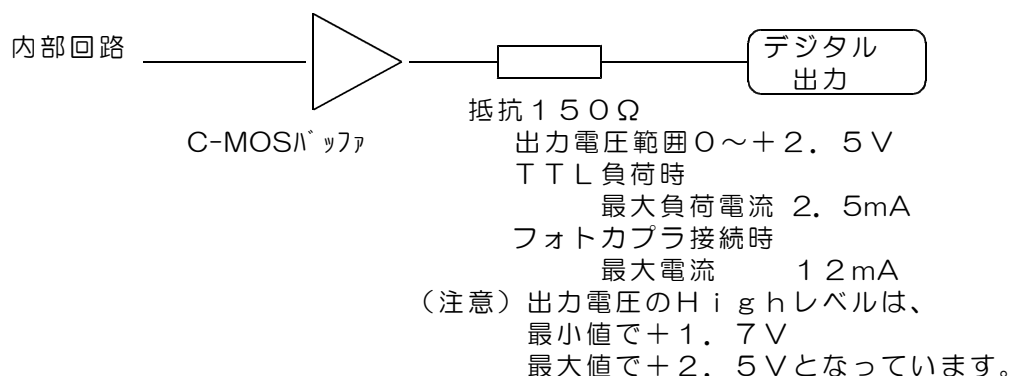 内部回路
デジタル
出力
抵抗150Ω
C-MOSﾊﾞｯﾌｧ
出力電圧範囲0～+2.5V
TTL負荷時
最大負荷電流 2.5mA
フォトカプラ接続時
最大電流 12mA
（注意）出力電圧のHighレベルは、
最小値で+1.7V
最大値で+2.5Vとなっています。